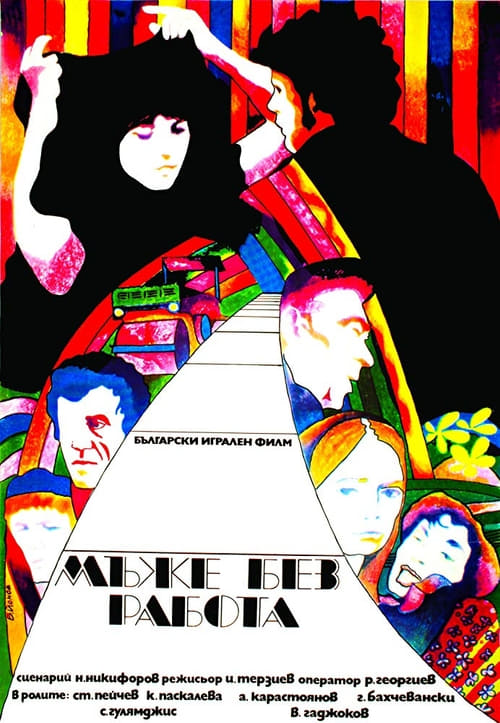 БЪЛГАРСКИ ИГРАЛЕН ФИЛМ
МЪЖЕ БЕЗ
РАБОТА
сценарий н.никифоров режисьор и.терзиев оператор р.георгиев
в ролите: ст.пейчев к.паскалева а.карастоянов г.бахчевански
с.гулямджис в.гаджоков